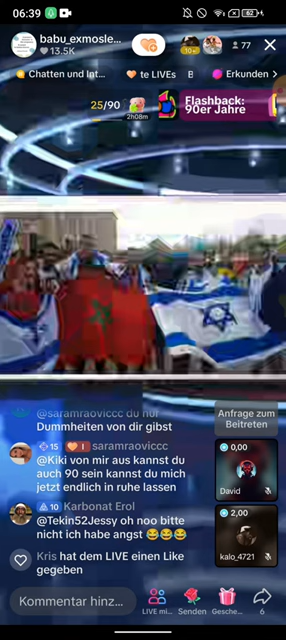 06:39
62
babu_exmosle...
13.5K
10+
77
Chatten und Int...
te LIVEs
B
Erkunden >
25/90
2h08m
Flashback:
90er Jahre
@saramraoviccc du nur
Dummheiten von dir gibst
Anfrage zum
Beitreten
15
I
saramraoviccc
@Kiki von mir aus kannst du
auch 90 sein kannst du mich
jetzt endlich in ruhe lassen
0,00
David
10 Karbonat Erol
@Tekin52Jessy oh noo bitte
nicht ich habe angst 😂😂😂
2,00
kalo_4721
Kris hat dem LIVE einen Like
gegeben
Kommentar hinz...
LIVE mi...
Senden
Gesche...
6